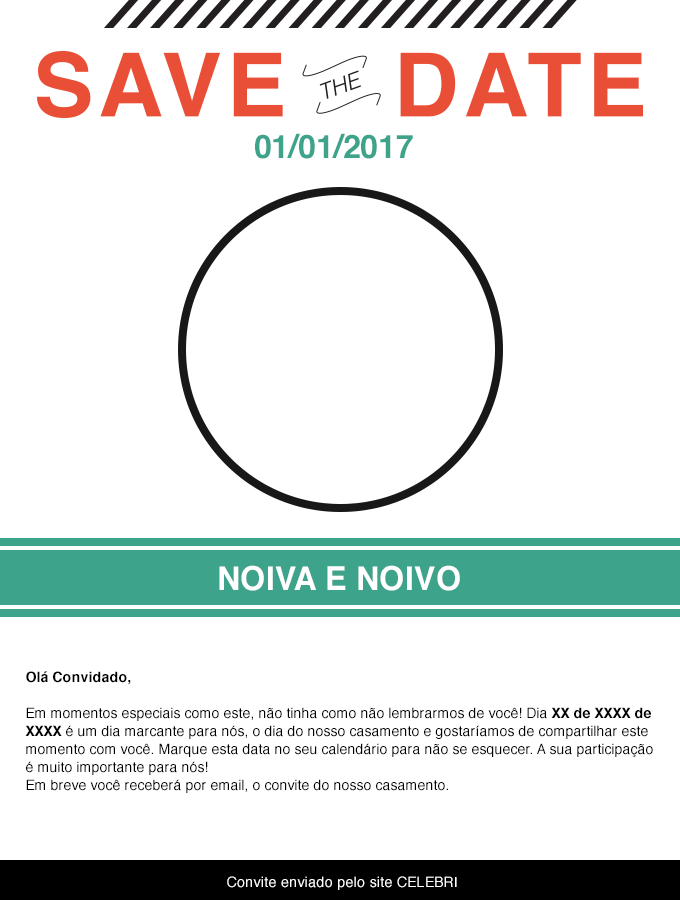 SAVE THE DATE
01/01/2017
NOIVA E NOIVO
Olá Convidado,
Em momentos especiais como este, não tinha como não lembrarmos de você! Dia XX de XXXX de
XXXX é um dia marcante para nós, o dia do nosso casamento e gostaríamos de compartilhar este
momento com você. Marque esta data no seu calendário para não se esquecer. A sua participação
é muito importante para nós!
Em breve você receberá por email, o convite do nosso casamento.
Convite enviado pelo site CELEBRI